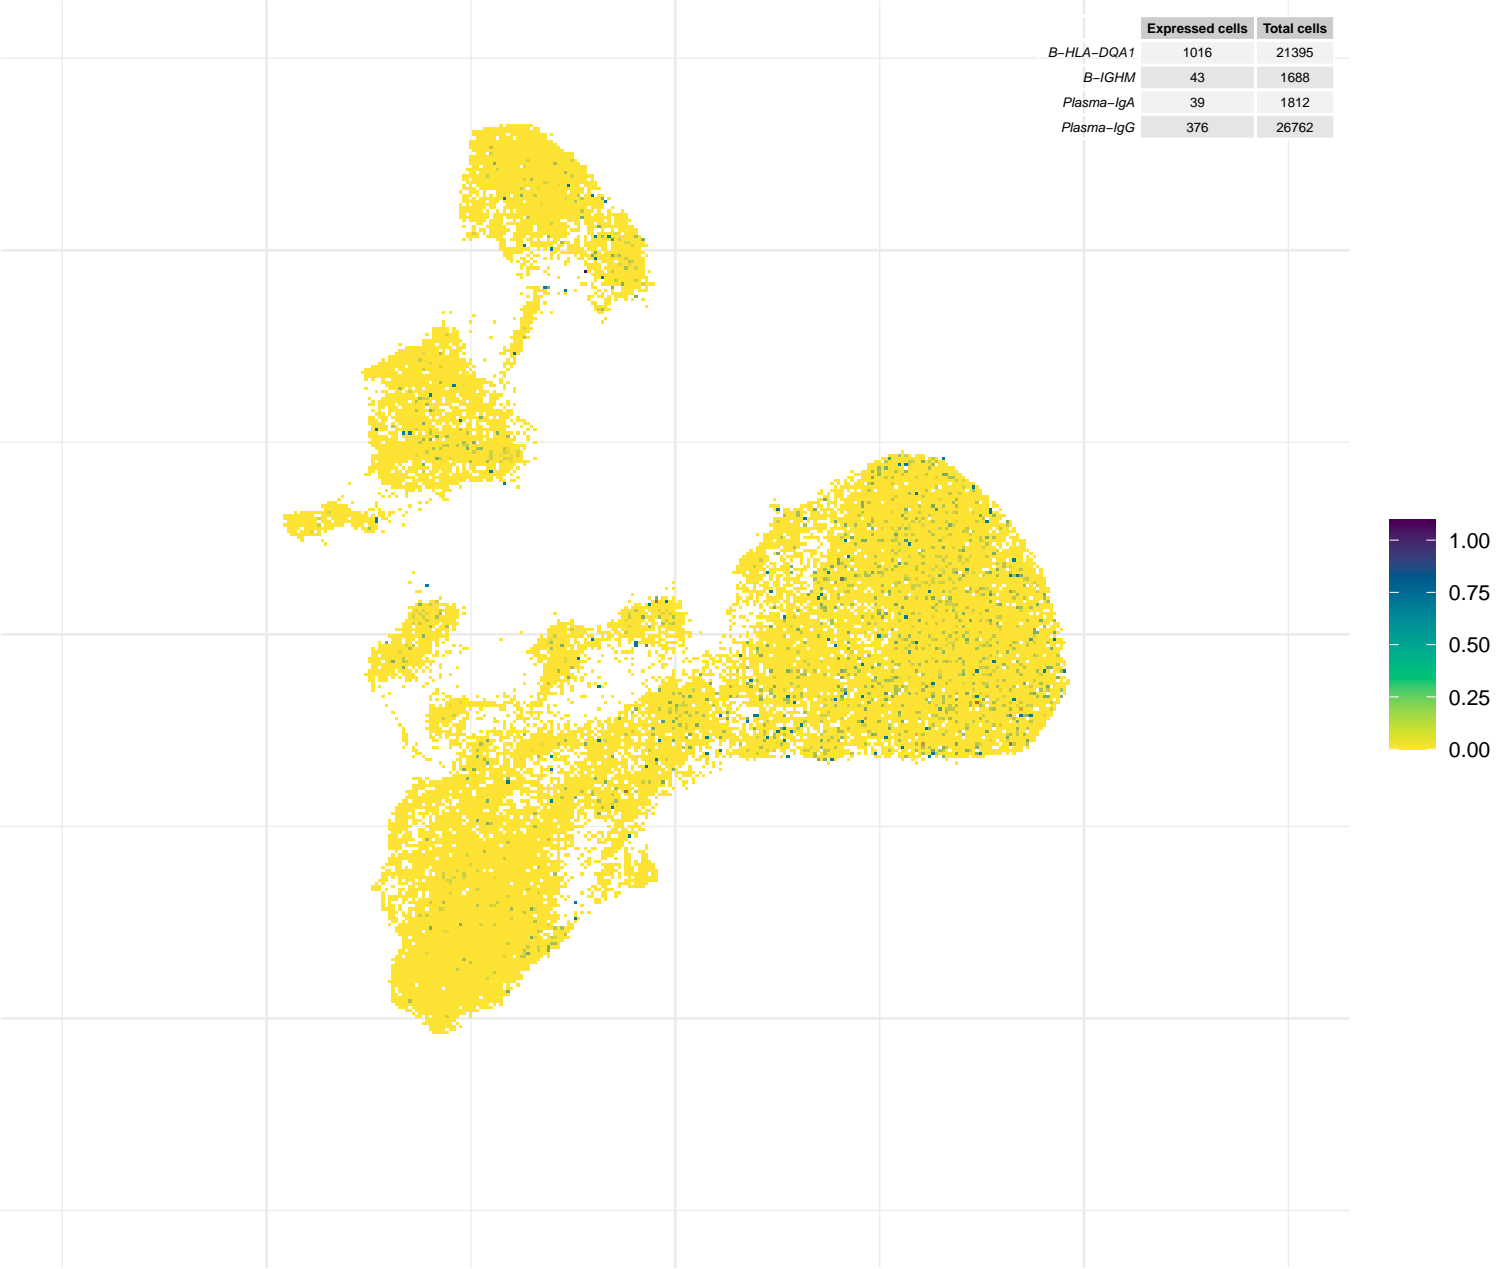 Expressed cells Total cells
B−HLA−DQA1 1016 21395
B−IGHM 43 1688
Plasma−IgA 39 1812
Plasma−IgG 376 26762
1.00
0.75
0.50
0.25
0.00